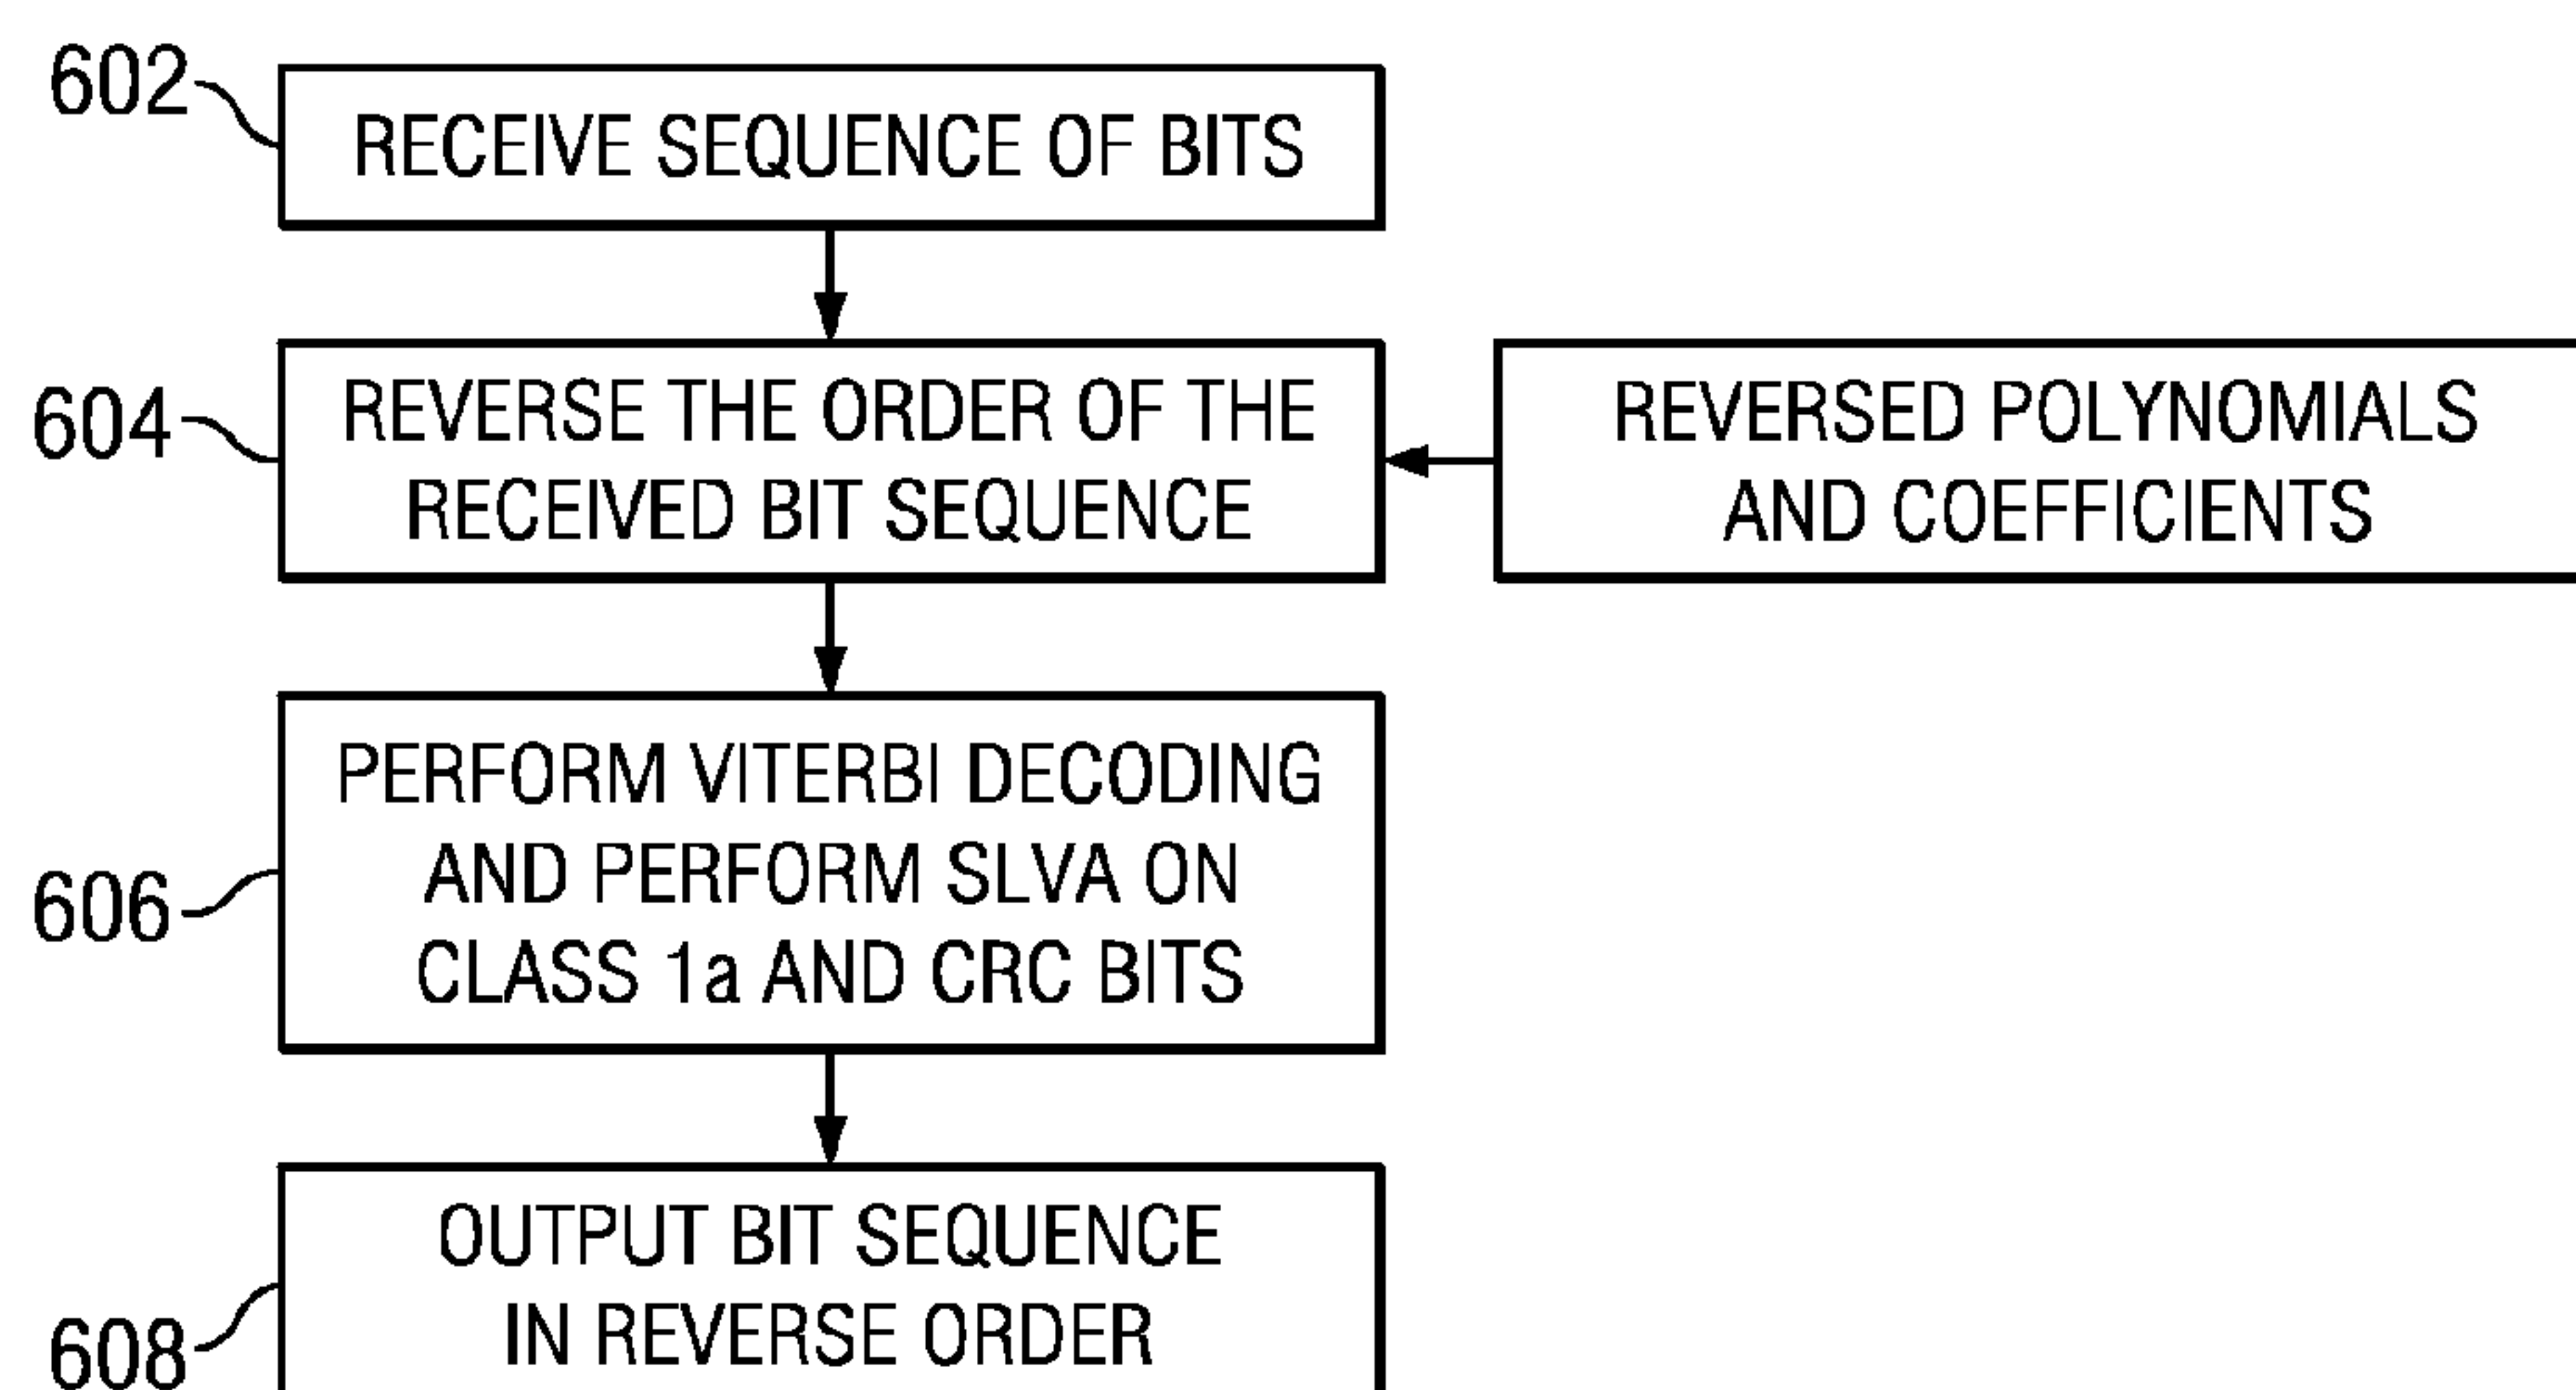 602
RECEIVE SEQUENCE OF BITS
604
REVERSE THE ORDER OF THE
RECEIVED BIT SEQUENCE
REVERSED POLYNOMIALS
AND COEFFICIENTS
606
PERFORM VITERBI DECODING
AND PERFORM SLVA ON
CLASS 1a AND CRC BITS
608
OUTPUT BIT SEQUENCE
IN REVERSE ORDER